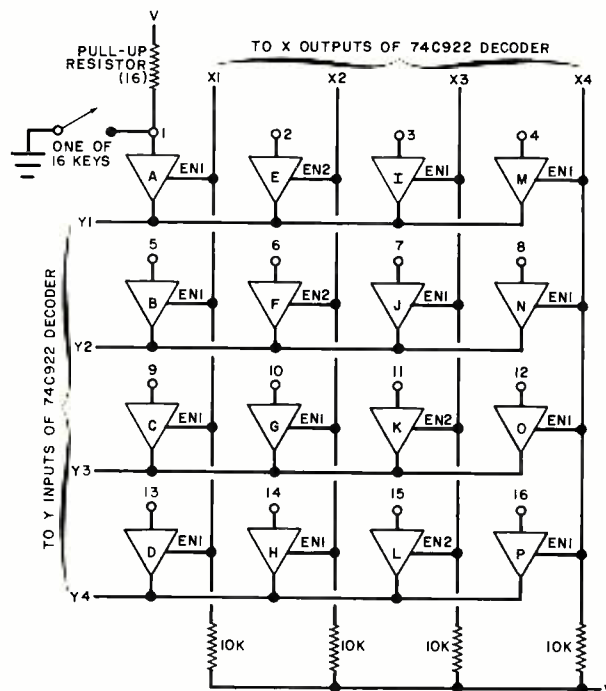 V
PULL-UP
RESISTOR
(16)
TO X OUTPUTS OF 74C922 DECODER
X1 X2 X3 X4
ONE OF
16 KEYS
1 2 3 4
A EN1 E EN2 I EN1 M EN1
Y1
5 6 7 8
B EN1 F EN2 J EN1 N EN1
Y2
9 10 11 12
C EN1 G EN1 K EN2 O EN1
Y3
13 14 15 16
D EN1 H EN1 L EN2 P EN1
Y4
TO Y INPUTS OF 74C922 DECODER
10K 10K 10K 10K